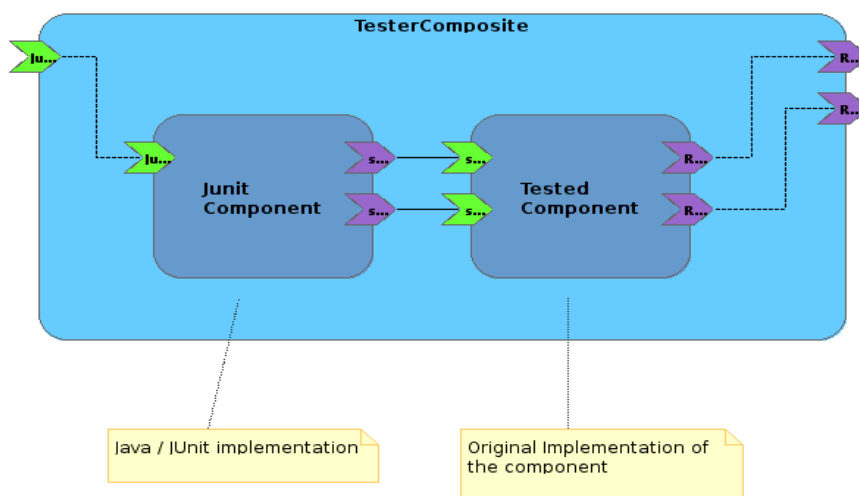 TesterComposite
Ju...
R...
R...
Ju...
s...
s...
R...
Junit
Component
Tested
Component
s...
s...
R...
Java / JUnit implementation
Original Implementation of
the component